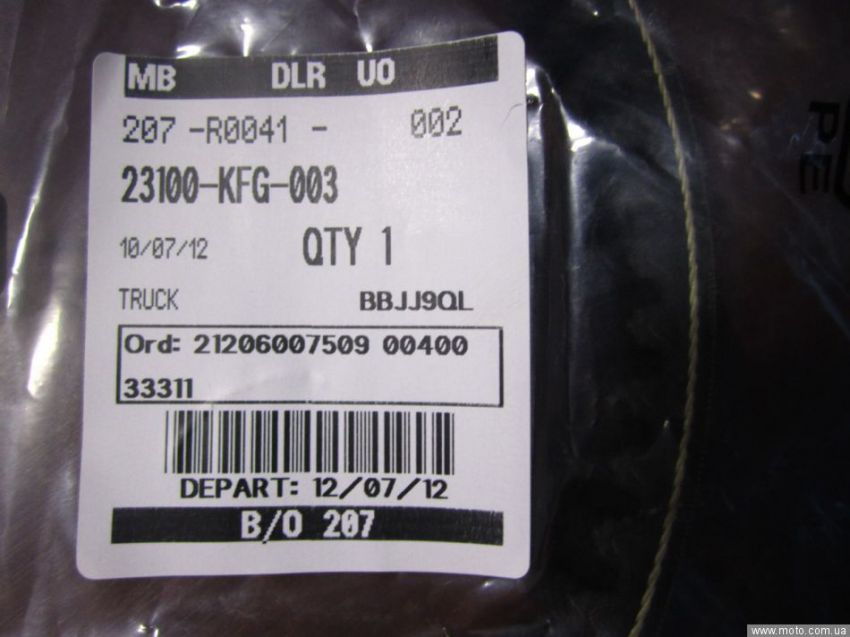 MB DLR UO
207 -R0041 - 002
23100-KFG-003
10/07/12 QTY 1
TRUCK BBJJ9QL
Ord: 21206007509 00400
33311
DEPART: 12/07/12
B/O 207
PE
www.moto.com.ua